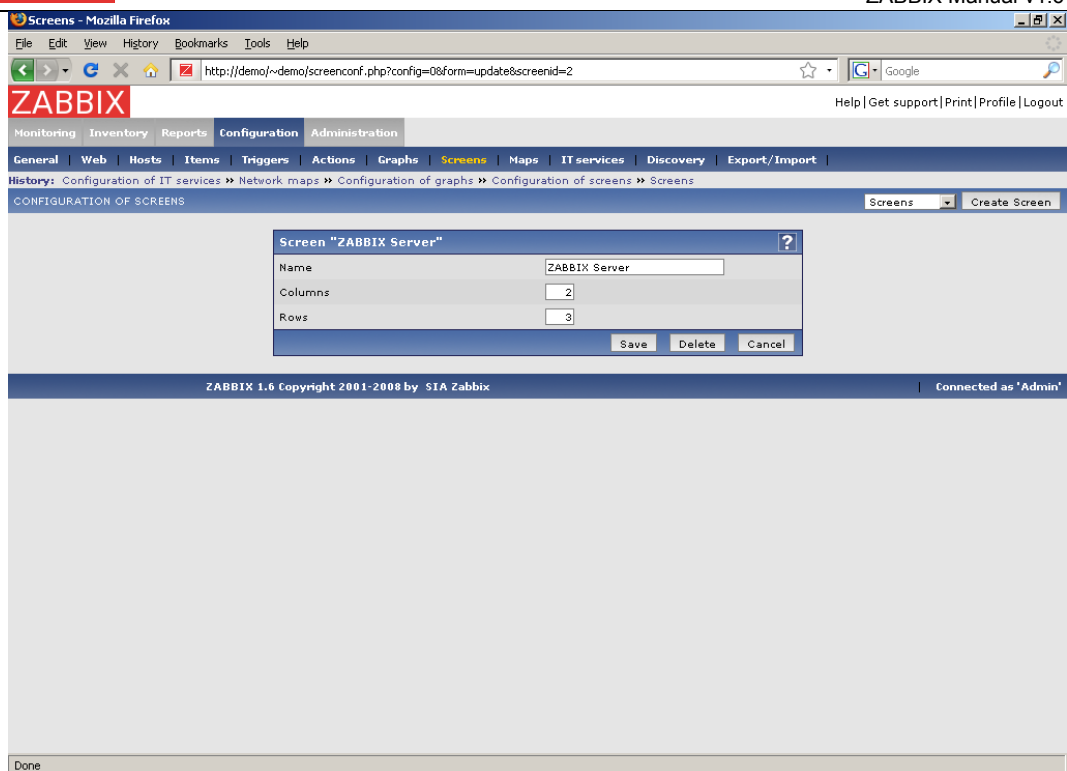 ZABBIX Manual v1.6
Screens - Mozilla Firefox
File Edit View History Bookmarks Tools Help
http://demo/~demo/screenconf.php?config=0&form=update&screenid=2
G Google
ZABBIX
Help|Get support|Print|Profile|Logout
Monitoring Inventory Reports Configuration Administration
General | Web | Hosts | Items | Triggers | Actions | Graphs | Screens | Maps | IT services | Discovery | Export/Import |
History: Configuration of IT services » Network maps » Configuration of graphs » Configuration of screens » Screens
CONFIGURATION OF SCREENS
Screens
Create Screen
Screen "ZABBIX Server" ?
Name ZABBIX Server
Columns 2
Rows 3
Save Delete Cancel
ZABBIX 1.6 Copyright 2001-2008 by SIA Zabbix | Connected as 'Admin'
Done